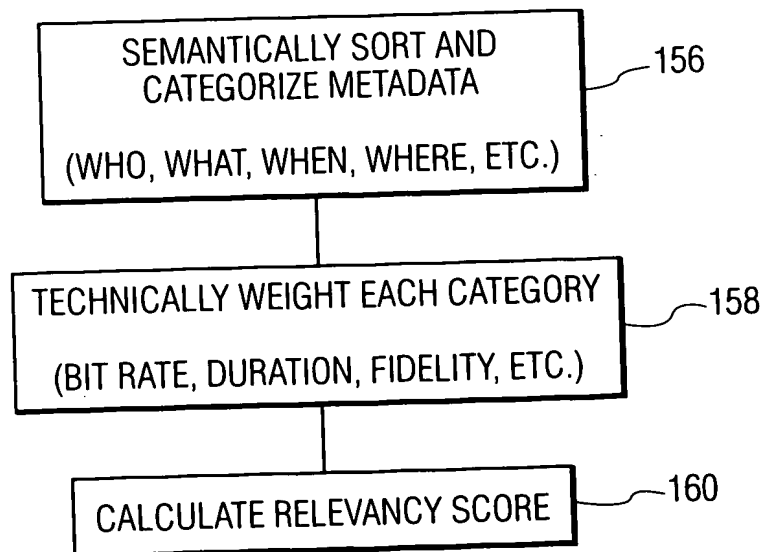 SEMANTICALLY SORT AND
CATEGORIZE METADATA
(WHO, WHAT, WHEN, WHERE, ETC.)
156
TECHNICALLY WEIGHT EACH CATEGORY
(BIT RATE, DURATION, FIDELITY, ETC.)
158
CALCULATE RELEVANCY SCORE
160